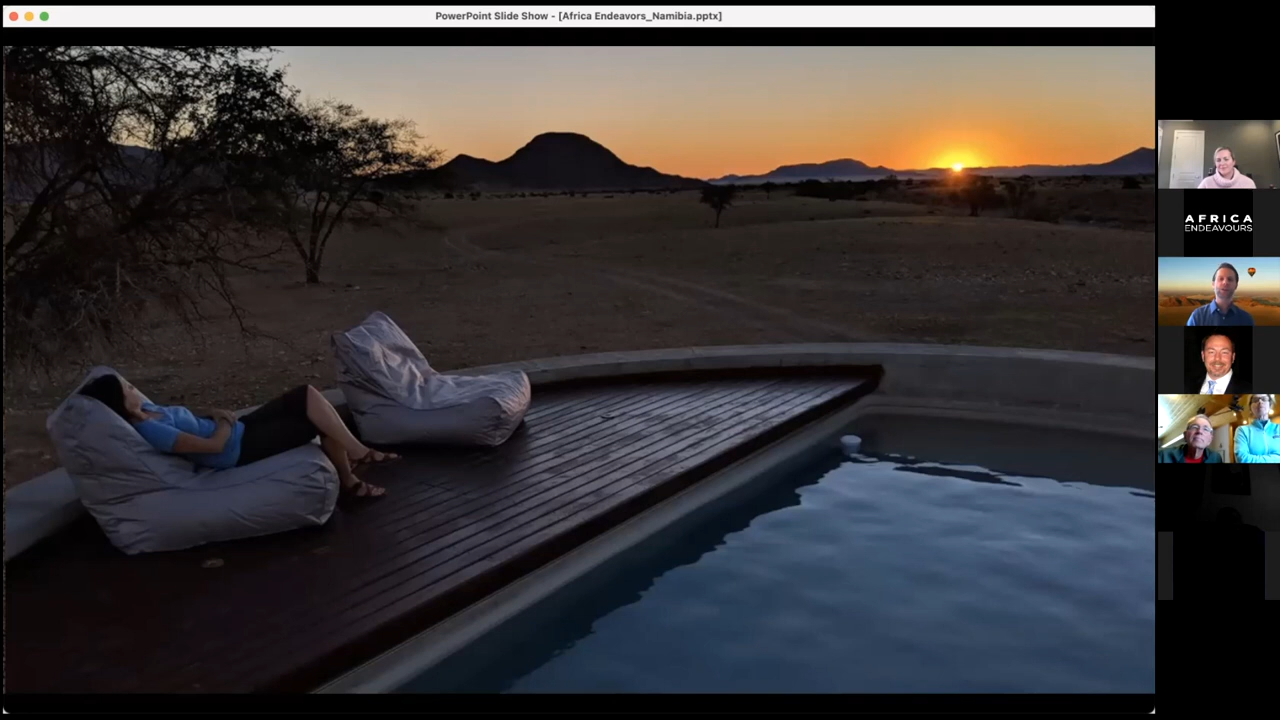 PowerPoint Slide Show - [Africa Endeavors_Namibia.pptx]
AFRICA
ENDEAVOURS